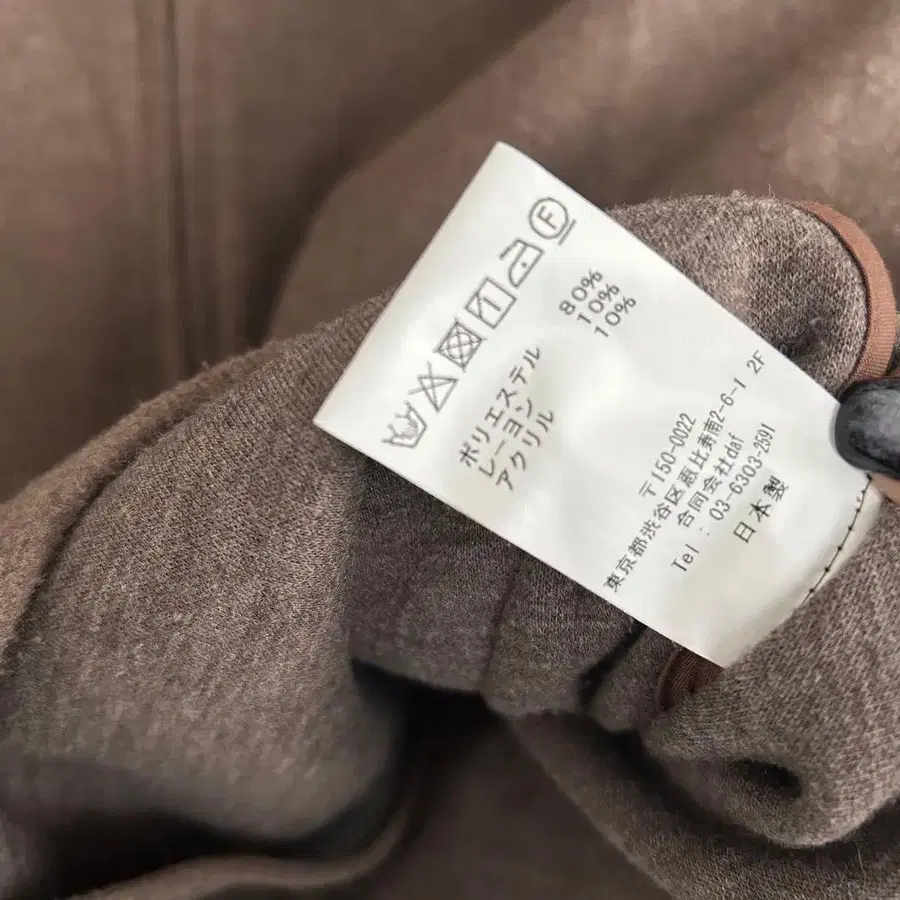 F
ポリエステル 80%
レーヨン 10%
アクリル 10%
〒150-0022
東京都渋谷区恵比寿南2-6-1 2F
合同会社daf
Tel : 03-6303-2591
日本製